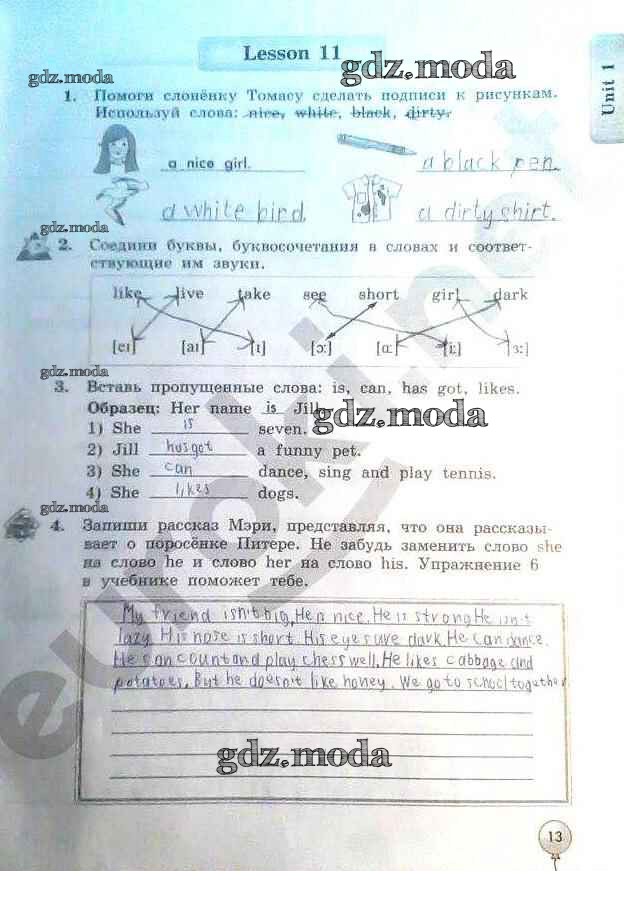 Lesson 11
gdz.moda
gdz.moda
Unit 1
1. Помоги слонёнку Томасу сделать подписи к рисункам.
Используй слова: nice, white, black, dirty.
a nice girl.
a black pen.
a white bird.
a dirty shirt.
gdz.moda
2. Соедини буквы, буквосочетания в словах и соответ-
ствующие им звуки.
like live take see short girl dark
[eɪ] [aɪ] [ɪ] [ɔ:] [ɑ:] [i:] [ɜ:]
gdz.moda
3. Вставь пропущенные слова: is, can, has got, likes.
Образец: Her name is Jill.
gdz.moda
1) She is seven.
2) Jill has got a funny pet.
3) She can dance, sing and play tennis.
4) She likes dogs.
gdz.moda
4. Запиши рассказ Мэри, представляя, что она рассказы-
вает о поросёнке Питере. Не забудь заменить слово she
на слово he и слово her на слово his. Упражнение 6
в учебнике поможет тебе.
My friend isn't big. He is nice. He is strong He isn't
lazy. His nose is short. His eyes are dark. He can dance.
He can count and play chess well. He likes cabbage and
potatoes. But he doesn't like honey. We go to school together.
gdz.moda
13
euroki.net